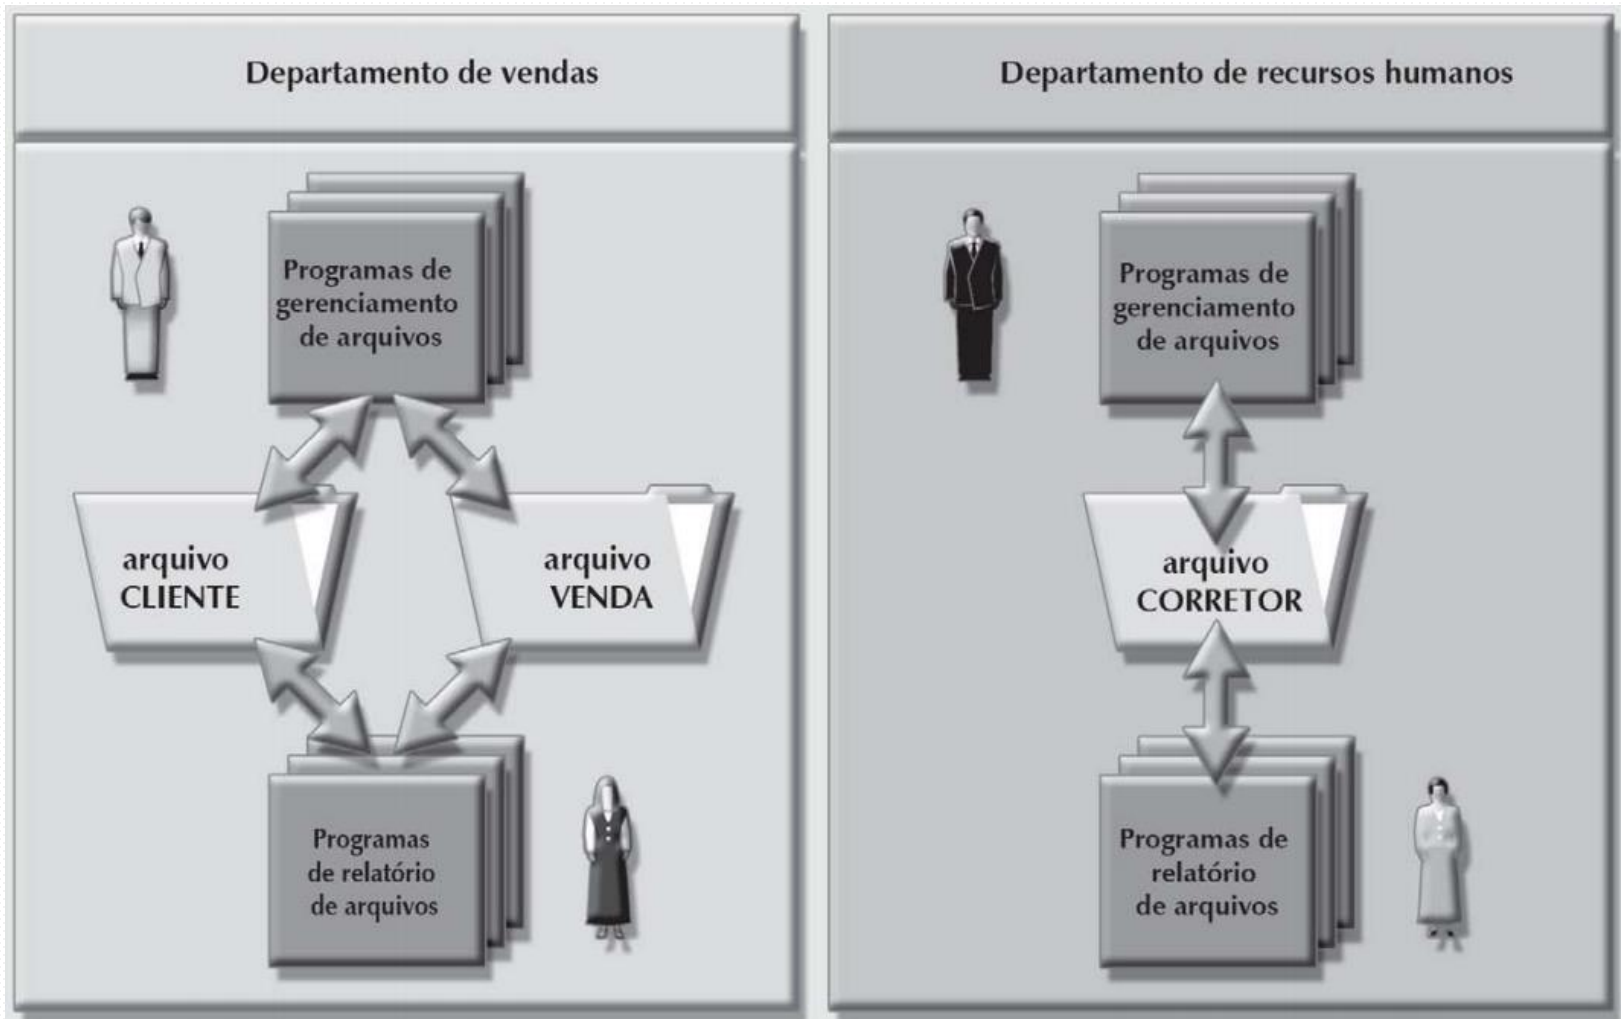 Departamento de vendas
Programas de
gerenciamento
de arquivos
arquivo
CLIENTE
arquivo
VENDA
Programas
de relatório
de arquivos
Departamento de recursos humanos
Programas de
gerenciamento
de arquivos
arquivo
CORRETOR
Programas de
relatório
de arquivos